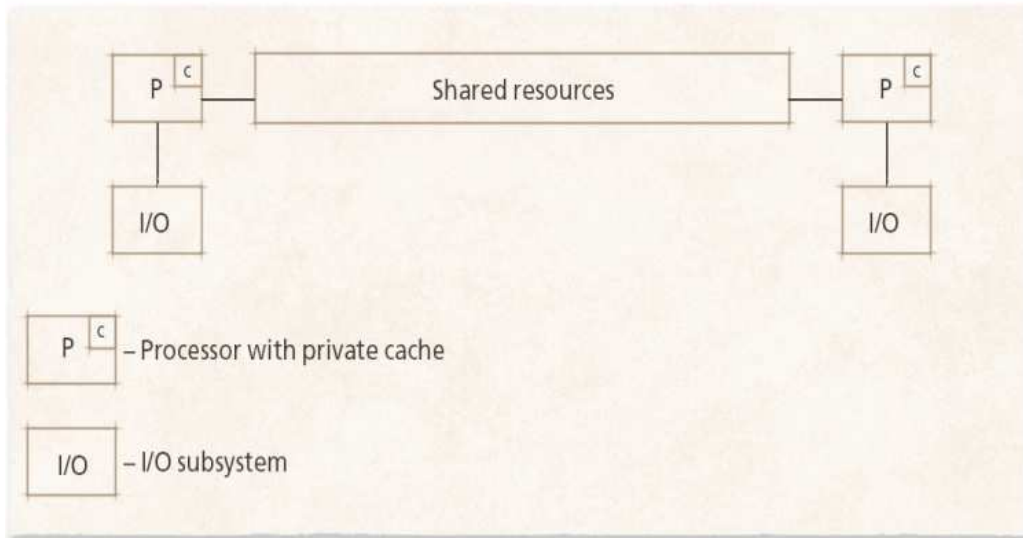 P c
Shared resources
P c
I/O
I/O
P c – Processor with private cache
I/O – I/O subsystem